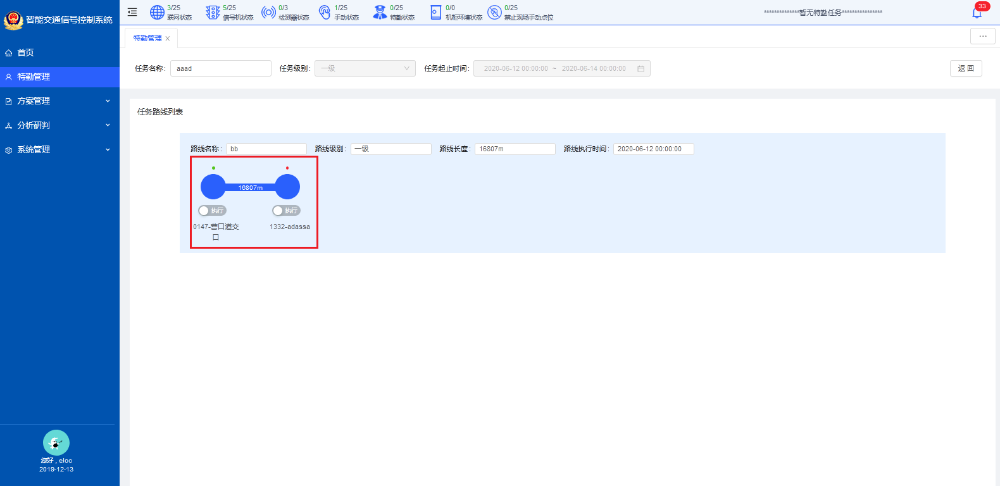 智能交通信号控制系统
3/25
联网状态
5/25
信号机状态
0/3
检测器状态
1/25
手动状态
0/25
特勤状态
0/0
机柜环境状态
0/25
禁止现场手动点位
**************暂无特勤任务****************
33
首页
特勤管理
方案管理
分析研判
系统管理
特勤管理 X
...
任务名称: aaad
任务级别: 一级
任务起止时间: 2020-06-12 00:00:00 ~ 2020-06-14 00:00:00
返 回
任务路线列表
路线名称: bb
路线级别: 一级
路线长度: 16807m
路线执行时间: 2020-06-12 00:00:00
16807m
执行
执行
0147-营口道交
口
1332-adassa
您好 , eloc
2019-12-13